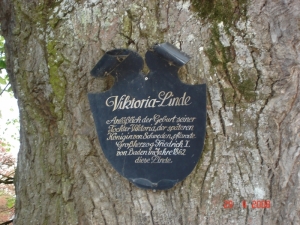 Viktoria-Linde
Anläßlich der Geburt seiner
Tochter Viktoria, der späteren
Königin von Schweden, pflanzte
Großherzog Friedrich I.
von Baden im Jahre 1862
diese Linde.